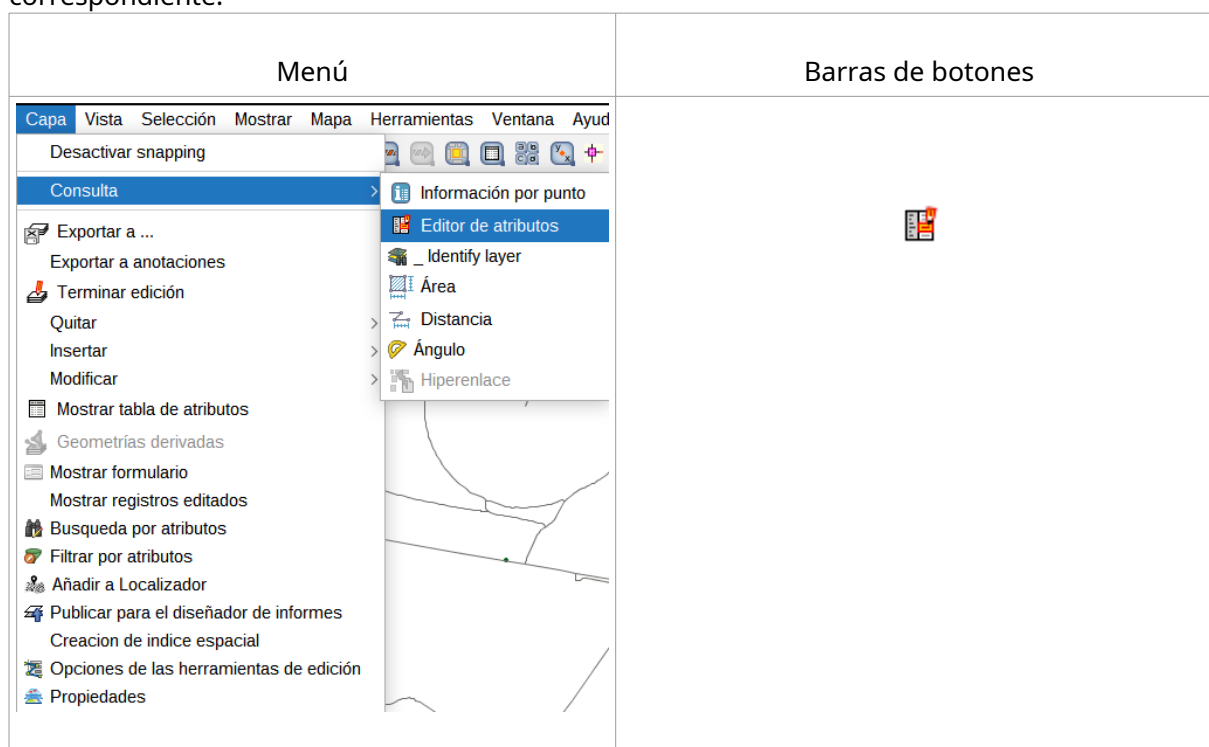 correspondiente.
Menú
Barras de botones
Capa Vista Selección Mostrar Mapa Herramientas Ventana Ayud
Desactivar snapping
Consulta
Información por punto
Editor de atributos
_ Identify layer
Área
Distancia
Ángulo
Hiperenlace
Exportar a ...
Exportar a anotaciones
Terminar edición
Quitar
Insertar
Modificar
Mostrar tabla de atributos
Geometrías derivadas
Mostrar formulario
Mostrar registros editados
Busqueda por atributos
Filtrar por atributos
Añadir a Localizador
Publicar para el diseñador de informes
Creacion de indice espacial
Opciones de las herramientas de edición
Propiedades